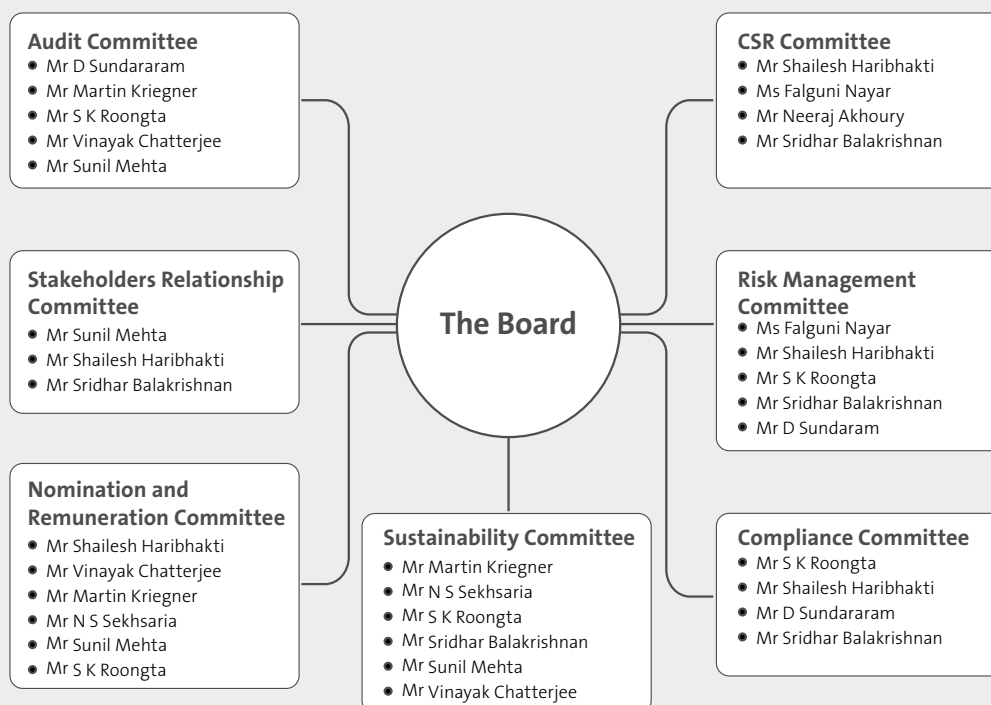 Audit Committee
Mr D Sundararam
Mr Martin Kriegner
Mr S K Roongta
Mr Vinayak Chatterjee
Mr Sunil Mehta
CSR Committee
Mr Shailesh Haribhakti
Ms Falguni Nayar
Mr Neeraj Akhoury
Mr Sridhar Balakrishnan
Stakeholders Relationship
Committee
Mr Sunil Mehta
Mr Shailesh Haribhakti
Mr Sridhar Balakrishnan
The Board
Risk Management
Committee
Ms Falguni Nayar
Mr Shailesh Haribhakti
Mr S K Roongta
Mr Sridhar Balakrishnan
Mr D Sundaram
Nomination and
Remuneration Committee
Mr Shailesh Haribhakti
Mr Vinayak Chatterjee
Mr Martin Kriegner
Mr N S Sekhsaria
Mr Sunil Mehta
Mr S K Roongta
Sustainability Committee
Mr Martin Kriegner
Mr N S Sekhsaria
Mr S K Roongta
Mr Sridhar Balakrishnan
Mr Sunil Mehta
Mr Vinayak Chatterjee
Compliance Committee
Mr S K Roongta
Mr Shailesh Haribhakti
Mr D Sundararam
Mr Sridhar Balakrishnan